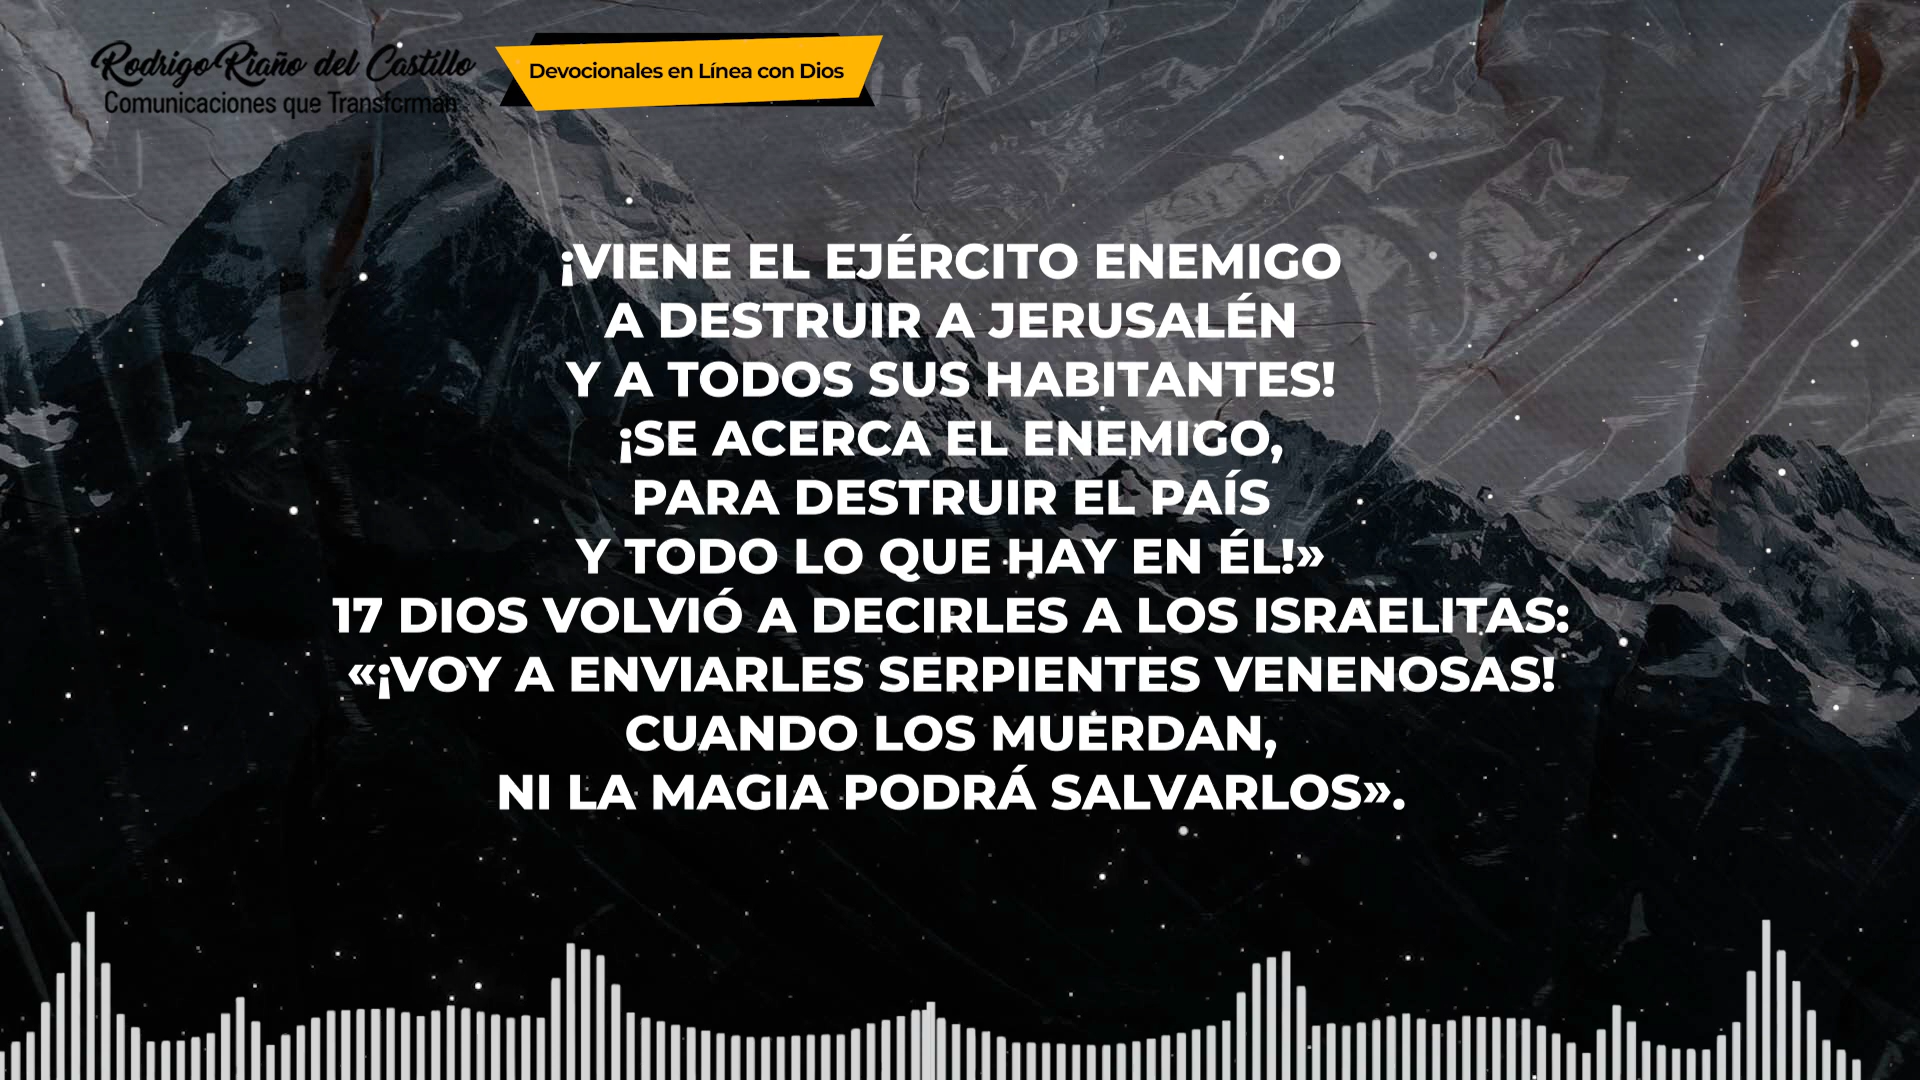 Rodrigo Riaño del Castillo
Comunicaciones que Transforman
Devocionales en Línea con Dios
¡VIENE EL EJÉRCITO ENEMIGO
A DESTRUIR A JERUSALÉN
Y A TODOS SUS HABITANTES!
¡SE ACERCA EL ENEMIGO,
PARA DESTRUIR EL PAÍS
Y TODO LO QUE HAY EN ÉL!»
17 DIOS VOLVIÓ A DECIRLES A LOS ISRAELITAS:
«¡VOY A ENVIARLES SERPIENTES VENENOSAS!
CUANDO LOS MUERDAN,
NI LA MAGIA PODRÁ SALVARLOS».